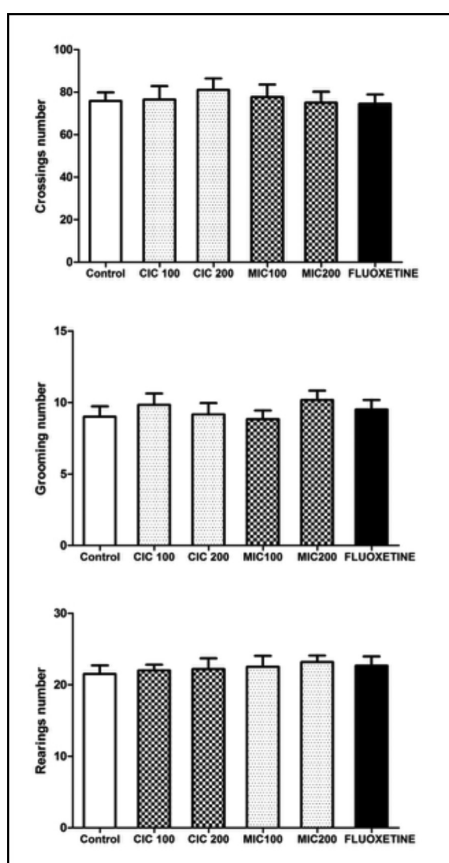 Crossings number
100
80
60
40
20
0
Control CIC 100 CIC 200 MIC100 MIC200 FLUOXETINE
Grooming number
15
10
5
0
Control CIC 100 CIC 200 MIC100 MIC200 FLUOXETINE
Rearings number
30
20
10
0
Control CIC 100 CIC 200 MIC100 MIC200 FLUOXETINE